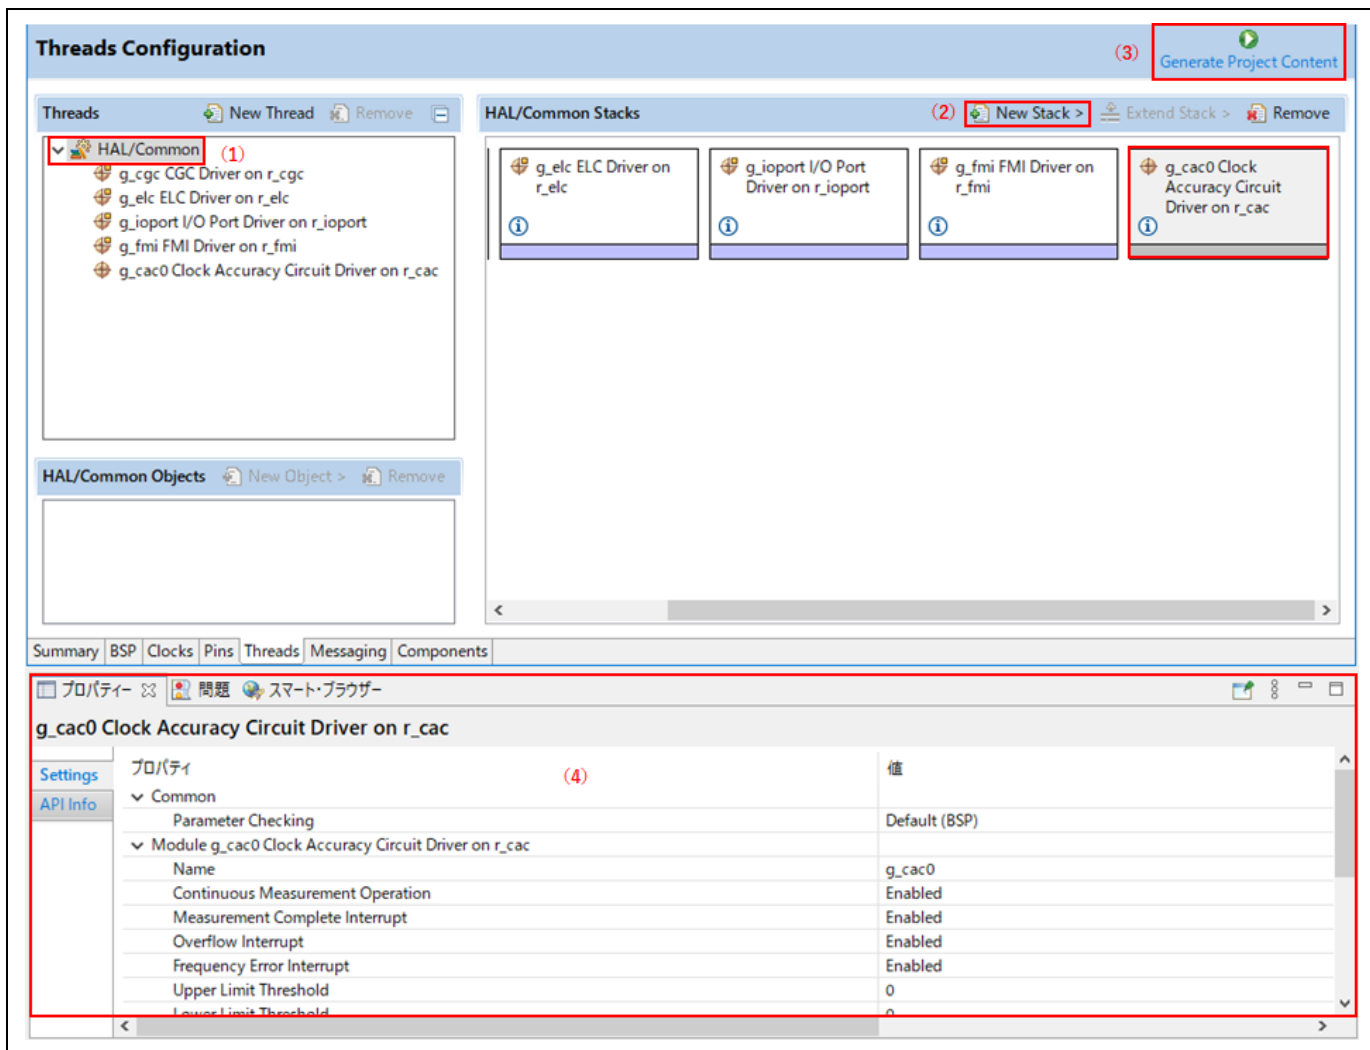 Threads Configuration
(3)
Generate Project Content
Threads New Thread Remove
HAL/Common Stacks (2) New Stack > Extend Stack > Remove
HAL/Common (1)
g_cgc CGC Driver on r_cgc
g_elc ELC Driver on r_elc
g_ioport I/O Port Driver on r_ioport
g_fmi FMI Driver on r_fmi
g_cac0 Clock Accuracy Circuit Driver on r_cac
g_elc ELC Driver on
r_elc
g_ioport I/O Port
Driver on r_ioport
g_fmi FMI Driver on
r_fmi
g_cac0 Clock
Accuracy Circuit
Driver on r_cac
HAL/Common Objects New Object > Remove
Summary BSP Clocks Pins Threads Messaging Components
プロパティー 問題 スマート・ブラウザー
g_cac0 Clock Accuracy Circuit Driver on r_cac
Settings
API Info
プロパティ (4) 値
Common
Parameter Checking Default (BSP)
Module g_cac0 Clock Accuracy Circuit Driver on r_cac
Name g_cac0
Continuous Measurement Operation Enabled
Measurement Complete Interrupt Enabled
Overflow Interrupt Enabled
Frequency Error Interrupt Enabled
Upper Limit Threshold 0
Lower Limit Threshold 0